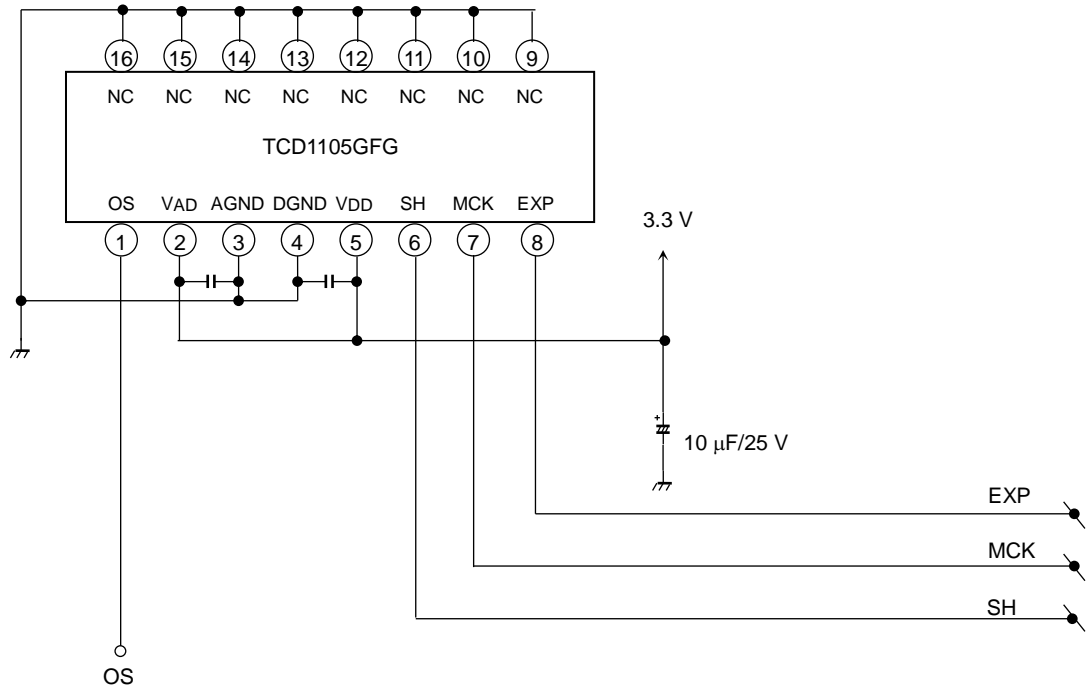 16 15 14 13 12 11 10 9
NC NC NC NC NC NC NC NC
TCD1105GFG
OS VAD AGND DGND VDD SH MCK EXP
1 2 3 4 5 6 7 8
3.3 V
+
10 μF/25 V
EXP
MCK
SH
OS